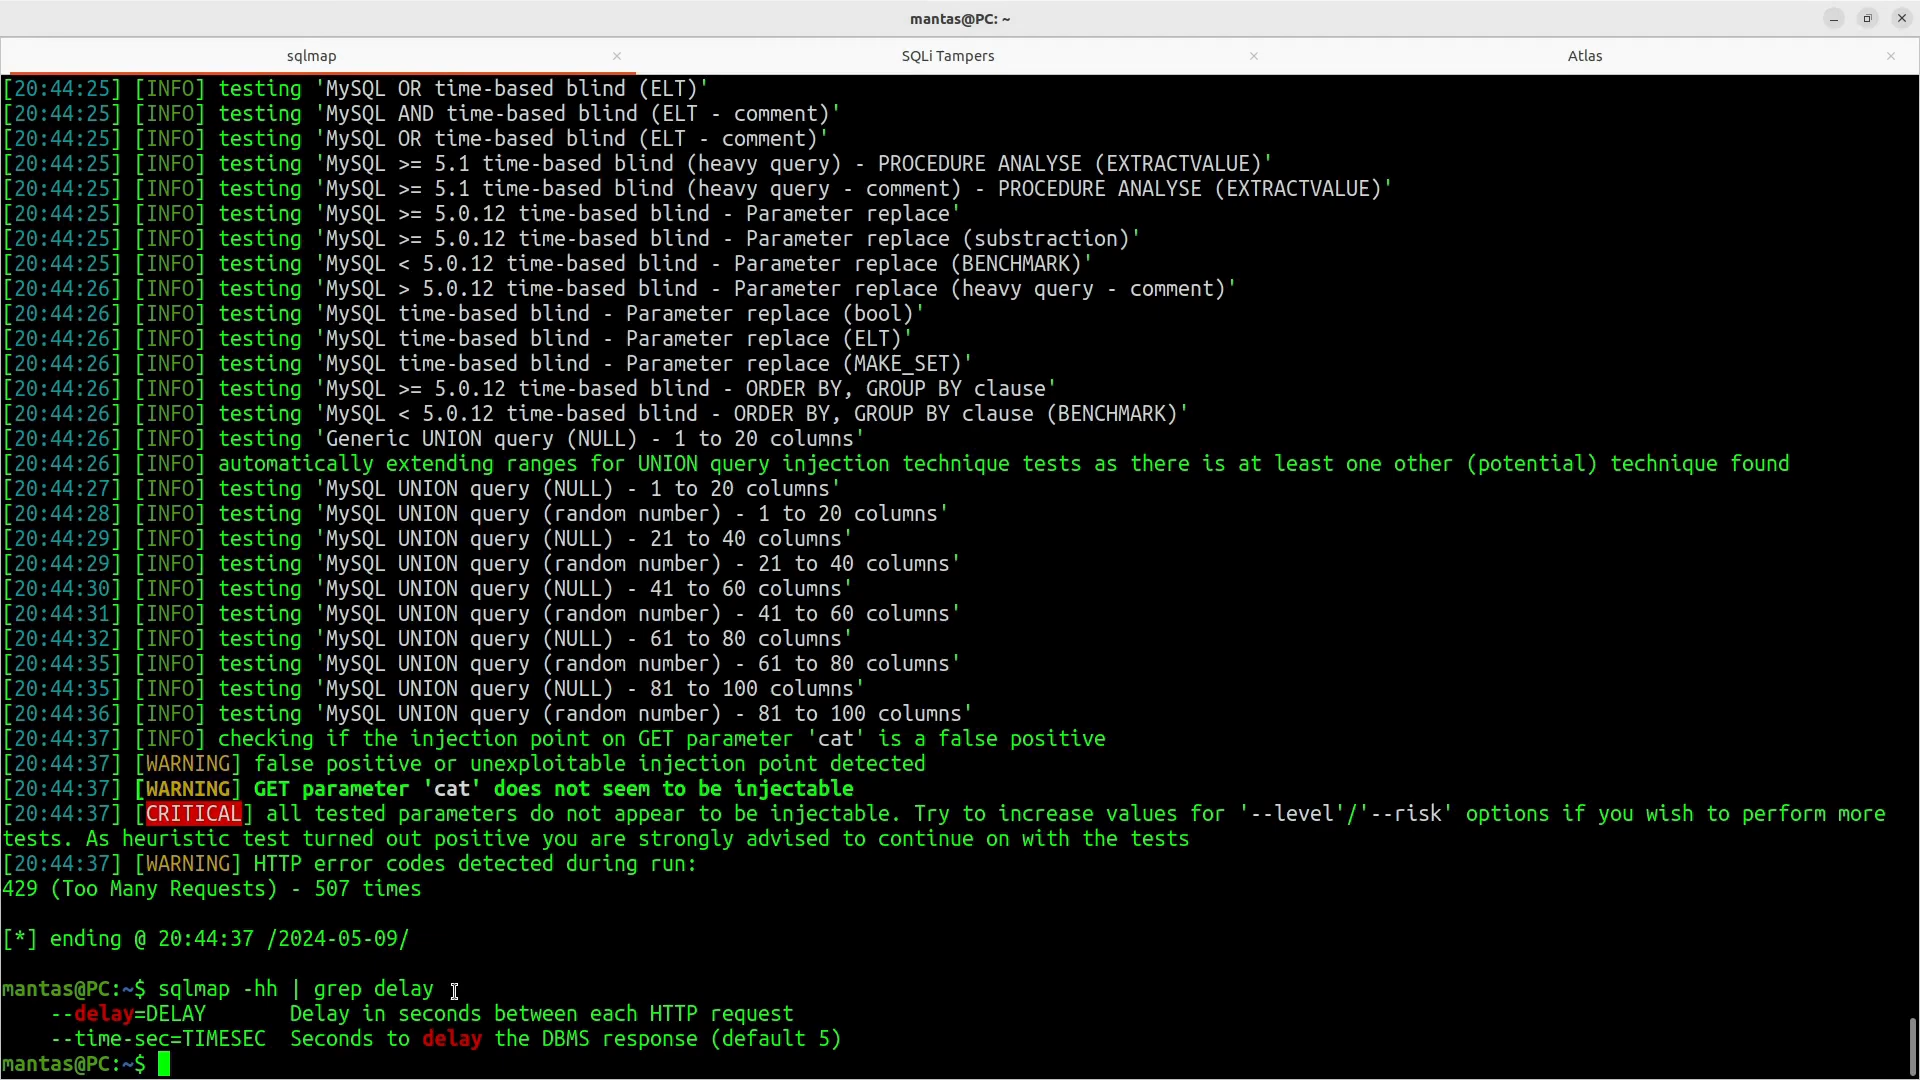 mantas@PC: ~
sqlmap
SQLi Tampers
Atlas
[20:44:25] [INFO] testing 'MySQL OR time-based blind (ELT)'
[20:44:25] [INFO] testing 'MySQL AND time-based blind (ELT - comment)'
[20:44:25] [INFO] testing 'MySQL OR time-based blind (ELT - comment)'
[20:44:25] [INFO] testing 'MySQL >= 5.1 time-based blind (heavy query) - PROCEDURE ANALYSE (EXTRACTVALUE)'
[20:44:25] [INFO] testing 'MySQL >= 5.1 time-based blind (heavy query - comment) - PROCEDURE ANALYSE (EXTRACTVALUE)'
[20:44:25] [INFO] testing 'MySQL >= 5.0.12 time-based blind - Parameter replace'
[20:44:25] [INFO] testing 'MySQL >= 5.0.12 time-based blind - Parameter replace (substraction)'
[20:44:25] [INFO] testing 'MySQL < 5.0.12 time-based blind - Parameter replace (BENCHMARK)'
[20:44:26] [INFO] testing 'MySQL > 5.0.12 time-based blind - Parameter replace (heavy query - comment)'
[20:44:26] [INFO] testing 'MySQL time-based blind - Parameter replace (bool)'
[20:44:26] [INFO] testing 'MySQL time-based blind - Parameter replace (ELT)'
[20:44:26] [INFO] testing 'MySQL time-based blind - Parameter replace (MAKE_SET)'
[20:44:26] [INFO] testing 'MySQL >= 5.0.12 time-based blind - ORDER BY, GROUP BY clause'
[20:44:26] [INFO] testing 'MySQL < 5.0.12 time-based blind - ORDER BY, GROUP BY clause (BENCHMARK)'
[20:44:26] [INFO] testing 'Generic UNION query (NULL) - 1 to 20 columns'
[20:44:26] [INFO] automatically extending ranges for UNION query injection technique tests as there is at least one other (potential) technique found
[20:44:27] [INFO] testing 'MySQL UNION query (NULL) - 1 to 20 columns'
[20:44:28] [INFO] testing 'MySQL UNION query (random number) - 1 to 20 columns'
[20:44:29] [INFO] testing 'MySQL UNION query (NULL) - 21 to 40 columns'
[20:44:29] [INFO] testing 'MySQL UNION query (random number) - 21 to 40 columns'
[20:44:30] [INFO] testing 'MySQL UNION query (NULL) - 41 to 60 columns'
[20:44:31] [INFO] testing 'MySQL UNION query (random number) - 41 to 60 columns'
[20:44:32] [INFO] testing 'MySQL UNION query (NULL) - 61 to 80 columns'
[20:44:35] [INFO] testing 'MySQL UNION query (random number) - 61 to 80 columns'
[20:44:35] [INFO] testing 'MySQL UNION query (NULL) - 81 to 100 columns'
[20:44:36] [INFO] testing 'MySQL UNION query (random number) - 81 to 100 columns'
[20:44:37] [INFO] checking if the injection point on GET parameter 'cat' is a false positive
[20:44:37] [WARNING] false positive or unexploitable injection point detected
[20:44:37] [WARNING] GET parameter 'cat' does not seem to be injectable
[20:44:37] [CRITICAL] all tested parameters do not appear to be injectable. Try to increase values for '--level'/'--risk' options if you wish to perform more
tests. As heuristic test turned out positive you are strongly advised to continue on with the tests
[20:44:37] [WARNING] HTTP error codes detected during run:
429 (Too Many Requests) - 507 times
[*] ending @ 20:44:37 /2024-05-09/
mantas@PC:~$ sqlmap -hh | grep delay
--delay=DELAY Delay in seconds between each HTTP request
--time-sec=TIMESEC Seconds to delay the DBMS response (default 5)
mantas@PC:~$